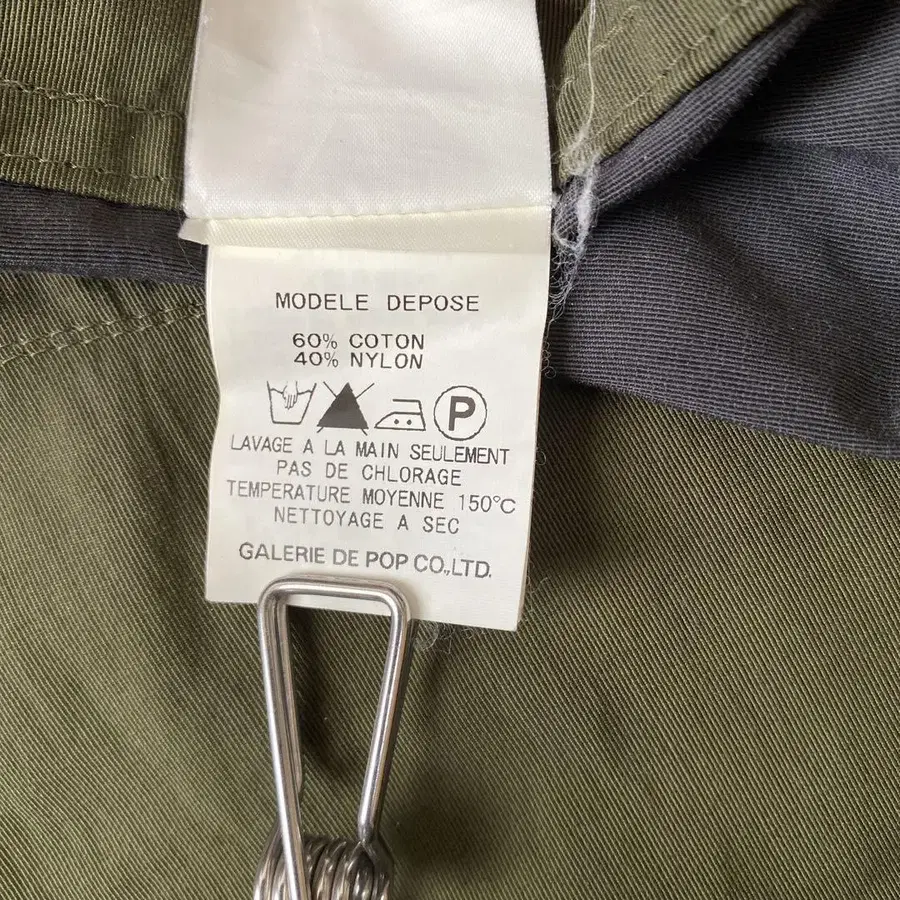 MODELE DEPOSE
60% COTON
40% NYLON
P
LAVAGE A LA MAIN SEULEMENT
PAS DE CHLORAGE
TEMPERATURE MOYENNE 150°C
NETTOYAGE A SEC
GALERIE DE POP CO.,LTD.